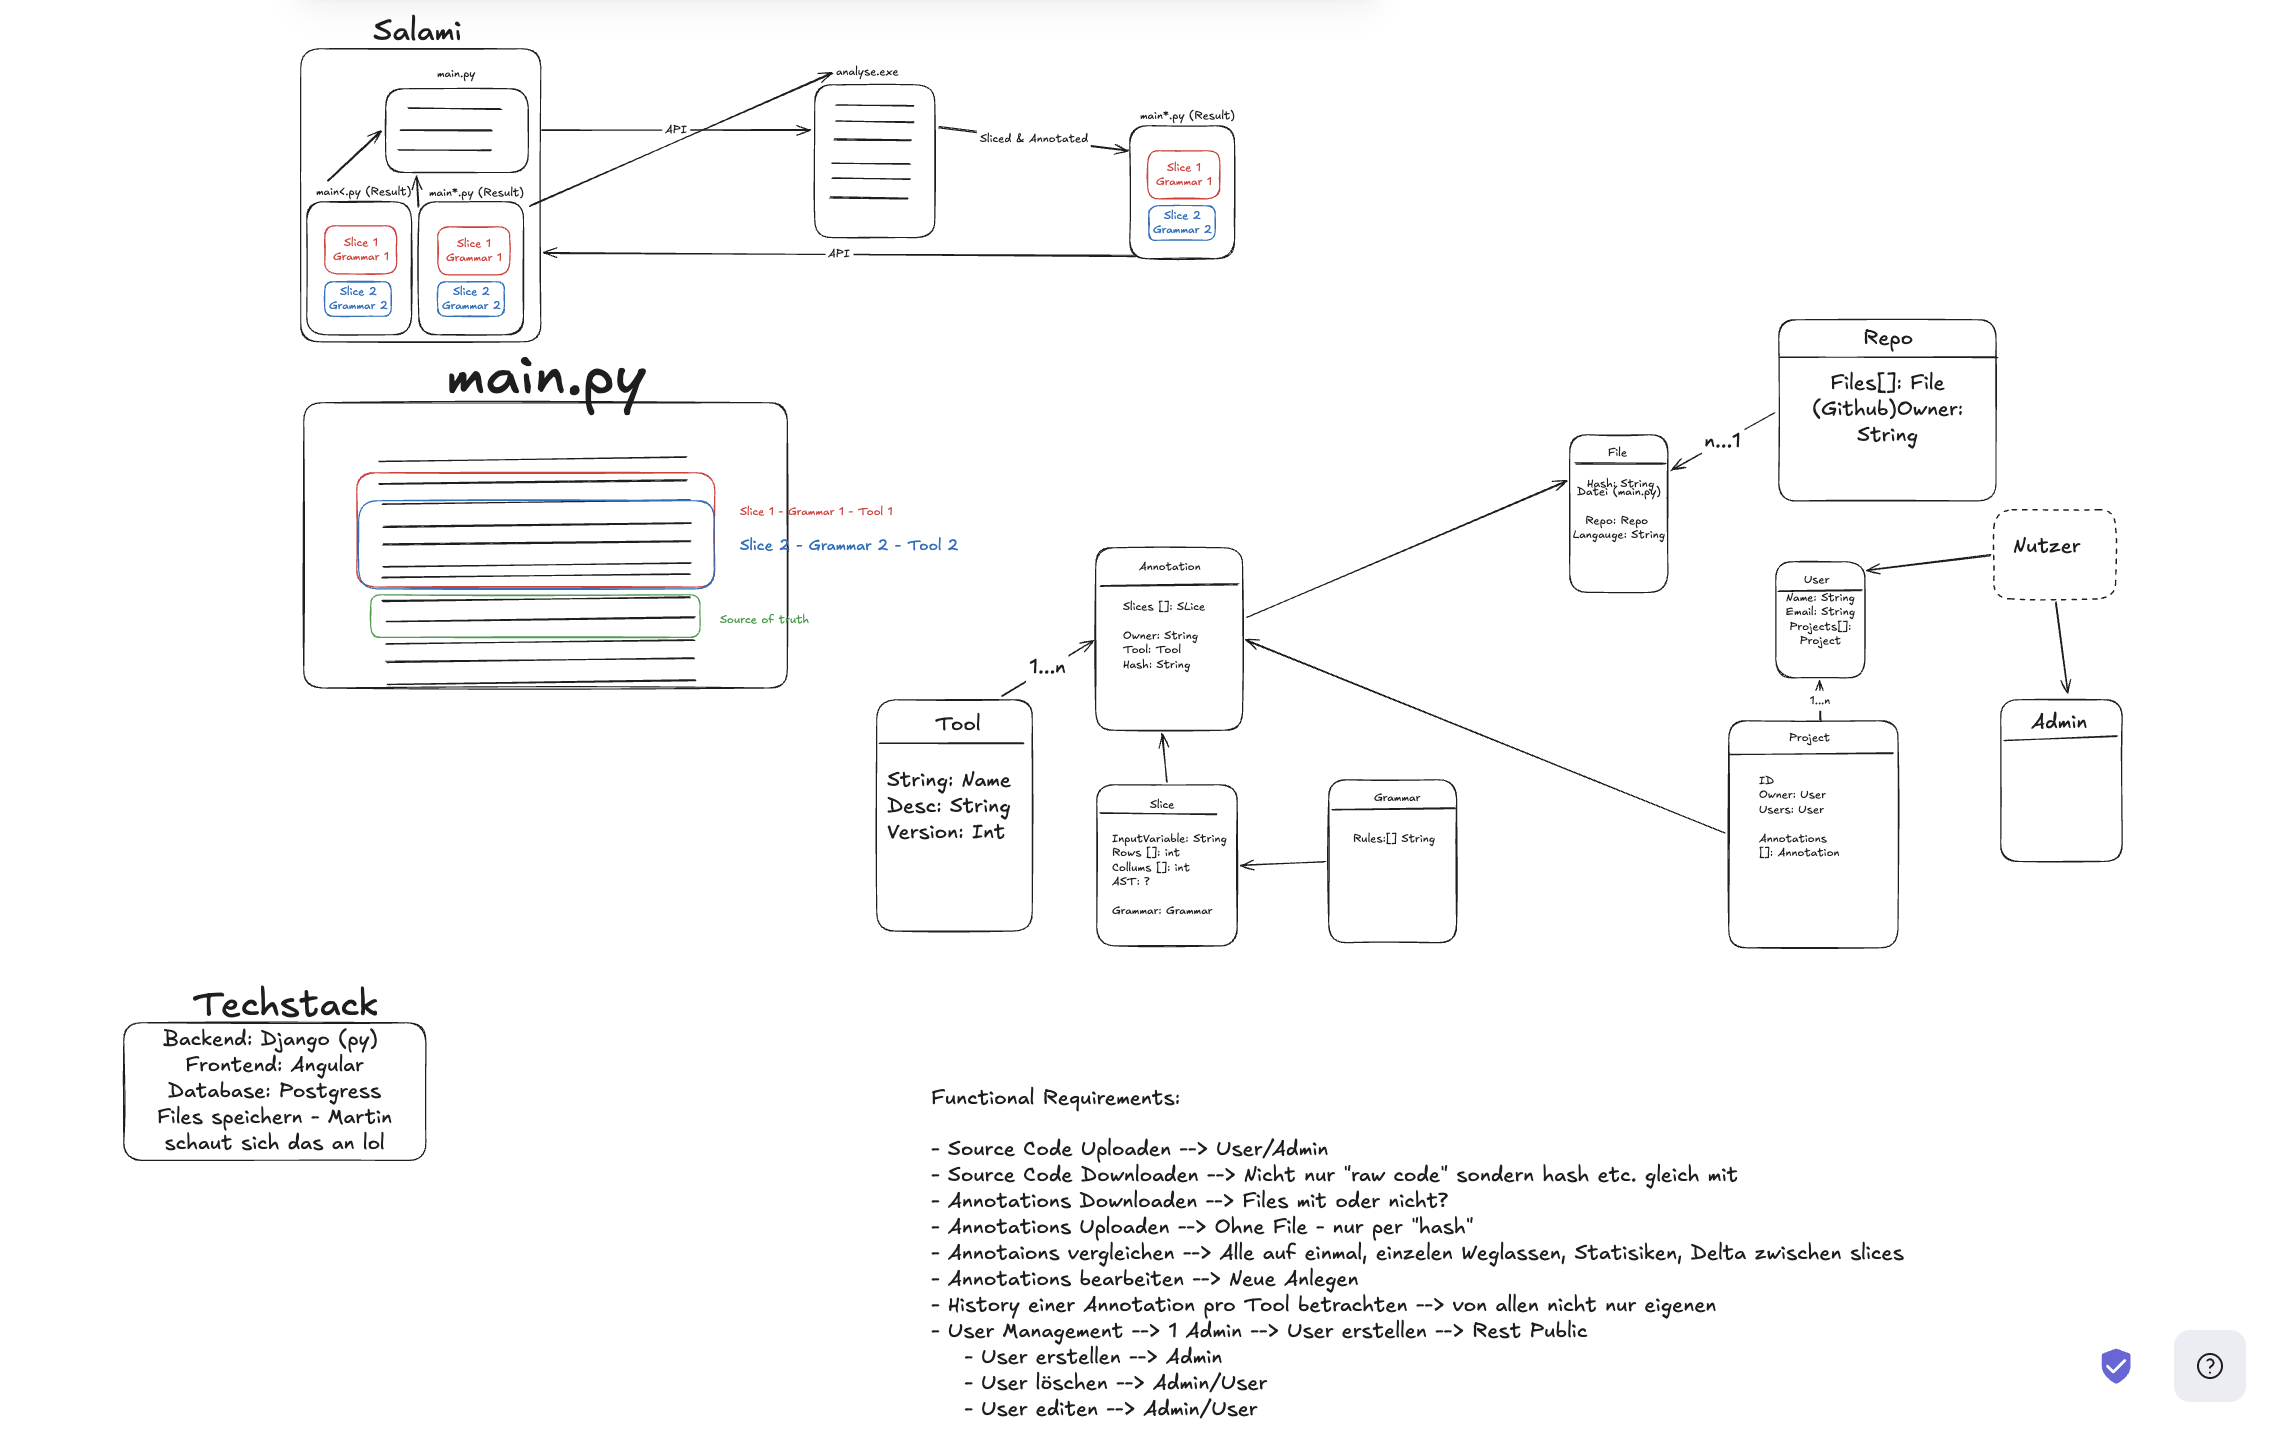 Salami
main.py
main<.py (Result)
main*.py (Result)
Slice 1
Grammar 1
Slice 2
Grammar 2
Slice 1
Grammar 1
Slice 2
Grammar 2
API
analyse.exe
Sliced & Annotated
main*.py (Result)
Slice 1
Grammar 1
Slice 2
Grammar 2
API
main.py
Slice 1 - Grammar 1 - Tool 1
Slice 2 - Grammar 2 - Tool 2
Source of truth
Repo
Files[]: File
(Github)Owner:
String
n...1
File
Hash: String
Datei (main.py)
Repo: Repo
Langauge: String
Nutzer
User
Name: String
Email: String
Projects[]:
Project
1...n
Annotation
Slices []: SLice
Owner: String
Tool: Tool
Hash: String
1...n
Tool
String: Name
Desc: String
Version: Int
Slice
InputVariable: String
Rows []: int
Collums []: int
AST: ?
Grammar: Grammar
Grammar
Rules:[] String
Project
ID
Owner: User
Users: User
Annotations
[]: Annotation
Admin
Techstack
Backend: Django (py)
Frontend: Angular
Database: Postgress
Files speichern - Martin
schaut sich das an lol
Functional Requirements:
- Source Code Uploaden --> User/Admin
- Source Code Downloaden --> Nicht nur "raw code" sondern hash etc. gleich mit
- Annotations Downloaden --> Files mit oder nicht?
- Annotations Uploaden --> Ohne File - nur per "hash"
- Annotaions vergleichen --> Alle auf einmal, einzelen Weglassen, Statisiken, Delta zwischen slices
- Annotations bearbeiten --> Neue Anlegen
- History einer Annotation pro Tool betrachten --> von allen nicht nur eigenen
- User Management --> 1 Admin --> User erstellen --> Rest Public
- User erstellen --> Admin
- User löschen --> Admin/User
- User editen --> Admin/User